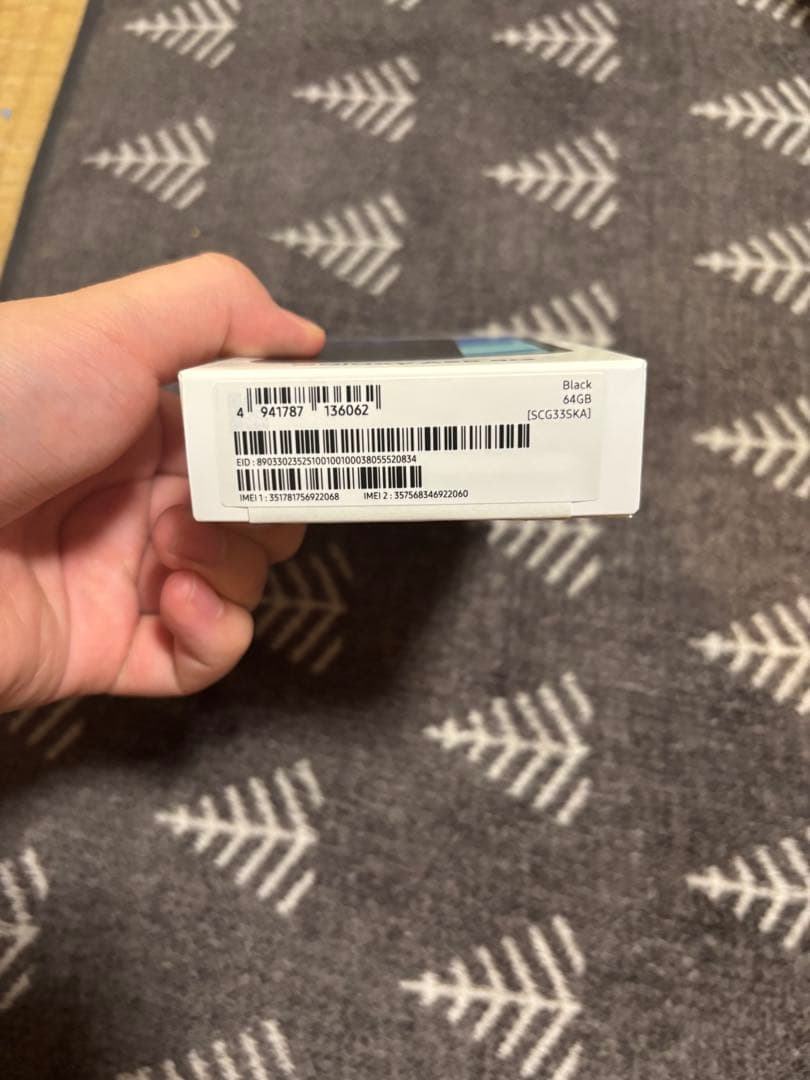 Black
64GB
[SCG33SKA]
4 941787 136062
EID : 89033023525100100100038055520834
IMEI 1 : 351781756922068 IMEI 2 : 357568346922060